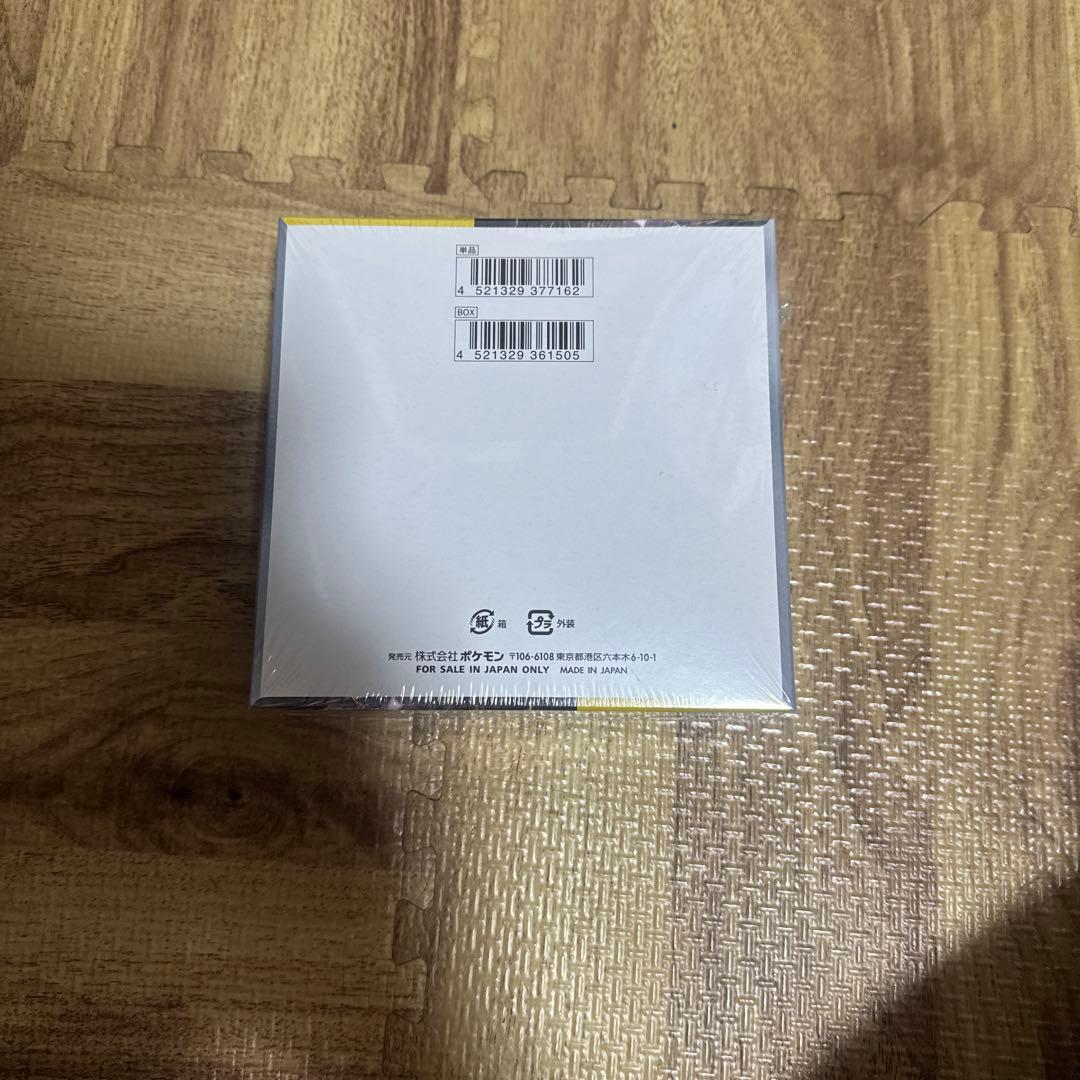 単品
4 521329 377162
BOX
4 521329 361505
紙 箱 プラ 外装
発売元 株式会社 ポケモン 〒106-6108 東京都港区六本木6-10-1
FOR SALE IN JAPAN ONLY MADE IN JAPAN